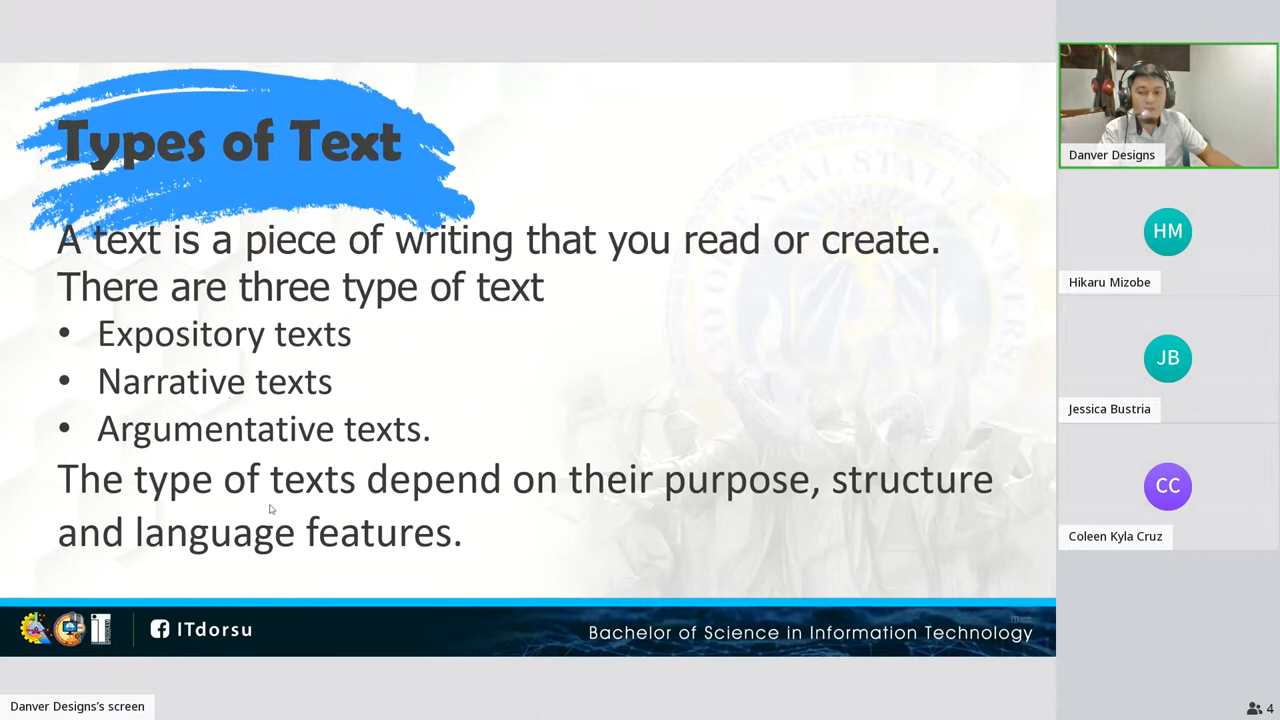 Types of Text
A text is a piece of writing that you read or create.
There are three type of text
• Expository texts
• Narrative texts
• Argumentative texts.
The type of texts depend on their purpose, structure
and language features.
ITdorsu
Bachelor of Science in Information Technology
Danver Designs's screen
Danver Designs
HM
Hikaru Mizobe
JB
Jessica Bustria
CC
Coleen Kyla Cruz
4